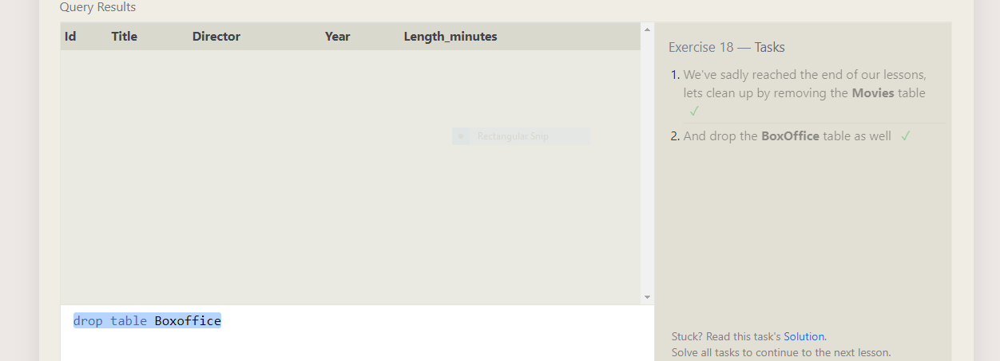 Query Results
Id Title Director Year Length_minutes
Rectangular Snip
drop table Boxoffice
Exercise 18 — Tasks
1. We've sadly reached the end of our lessons,
lets clean up by removing the Movies table
✓
2. And drop the BoxOffice table as well ✓
Stuck? Read this task's Solution.
Solve all tasks to continue to the next lesson.